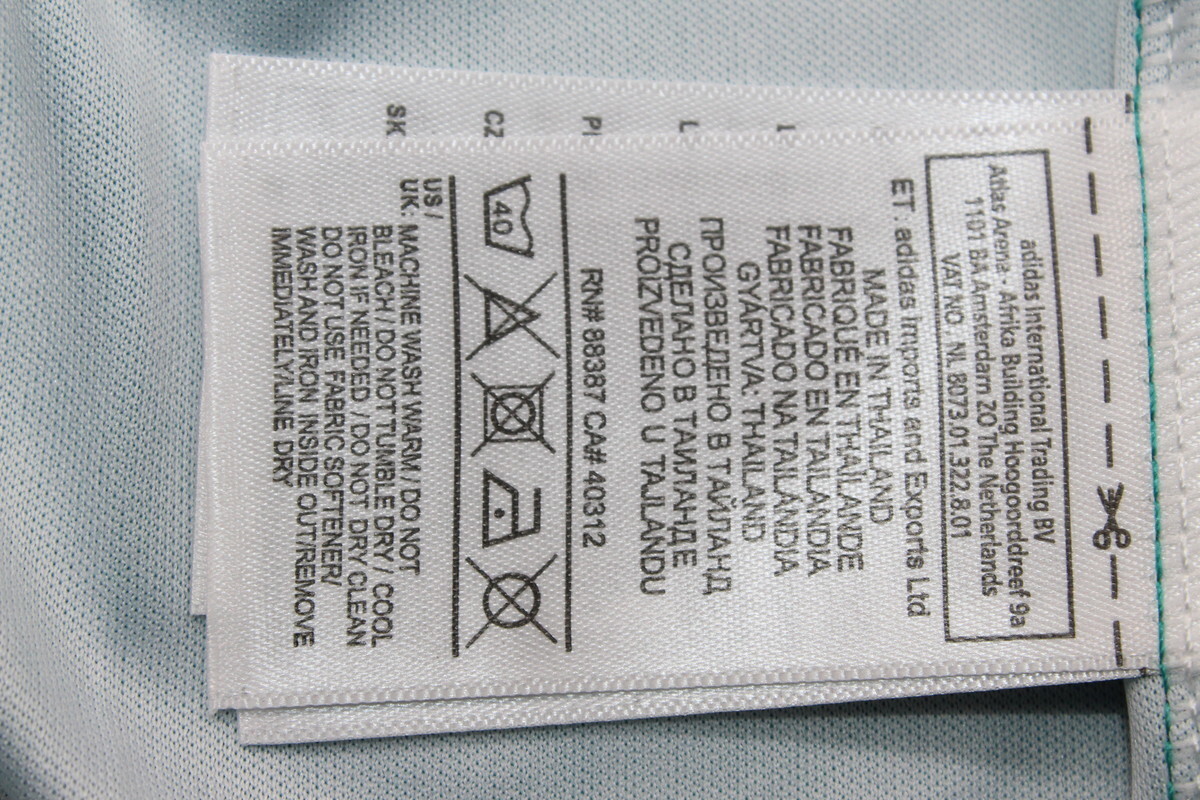 adidas International Trading BV
Atlas Arena - Afrika Building Hoogoorddreef 9a
1101 BA Amsterdam ZO The Netherlands
VAT NO. NL 8073.01.322.8.01
ET: adidas Imports and Exports Ltd
MADE IN THAILAND
FABRIQUÉ EN THAÏLANDE
FABRICADO EN TAILANDIA
FABRICADO NA TAILÂNDIA
GYÁRTVA: THAILAND
ПРОИЗВЕДЕНО В ТАЙЛАНД
СДЕЛАНО В ТАИЛАНДЕ
PROIZVEDENO U TAJLANDU
RN# 88387 CA# 40312
40
US /
UK: MACHINE WASH WARM / DO NOT
BLEACH / DO NOT TUMBLE DRY / COOL
IRON IF NEEDED / DO NOT DRY CLEAN
DO NOT USE FABRIC SOFTENER/
WASH AND IRON INSIDE OUT/REMOVE
IMMEDIATELY/LINE DRY
CZ
SK